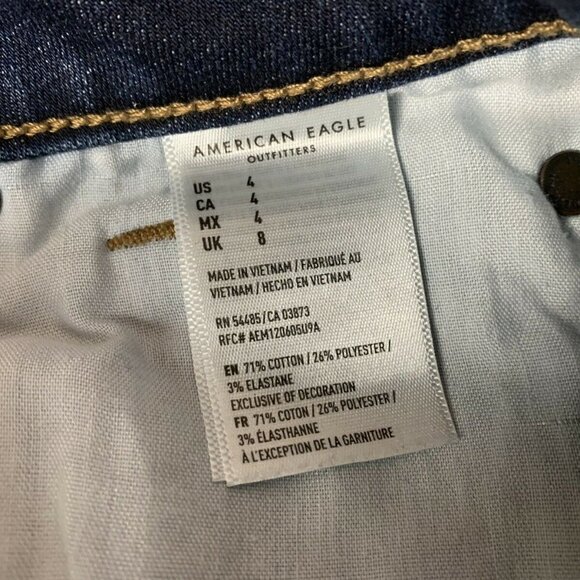 AMERICAN EAGLE
OUTFITTERS
US 4
CA 4
MX 4
UK 8
MADE IN VIETNAM / FABRIQUÉ AU
VIETNAM / HECHO EN VIETNAM
RN 54485/CA 03873
RFC# AEM120605U9A
EN 71% COTTON / 26% POLYESTER /
3% ELASTANE
EXCLUSIVE OF DECORATION
FR 71% COTON / 26% POLYESTER /
3% ÉLASTHANNE
À L'EXCEPTION DE LA GARNITURE